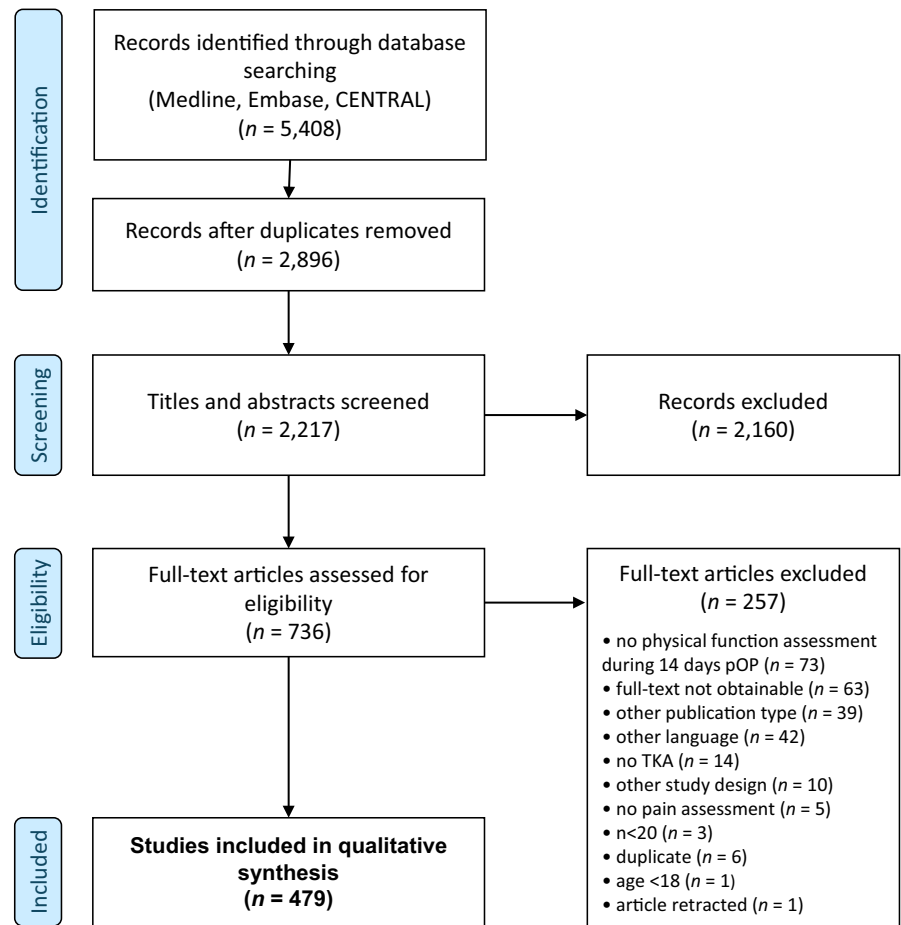 Identification
Records identified through database
searching
(Medline, Embase, CENTRAL)
(n = 5,408)
Records after duplicates removed
(n = 2,896)
Screening
Titles and abstracts screened
(n = 2,217)
Records excluded
(n = 2,160)
Eligibility
Full-text articles assessed for
eligibility
(n = 736)
Full-text articles excluded
(n = 257)
• no physical function assessment
during 14 days pOP (n = 73)
• full-text not obtainable (n = 63)
• other publication type (n = 39)
• other language (n = 42)
• no TKA (n = 14)
• other study design (n = 10)
• no pain assessment (n = 5)
• n<20 (n = 3)
• duplicate (n = 6)
• age <18 (n = 1)
• article retracted (n = 1)
Included
Studies included in qualitative
synthesis
(n = 479)